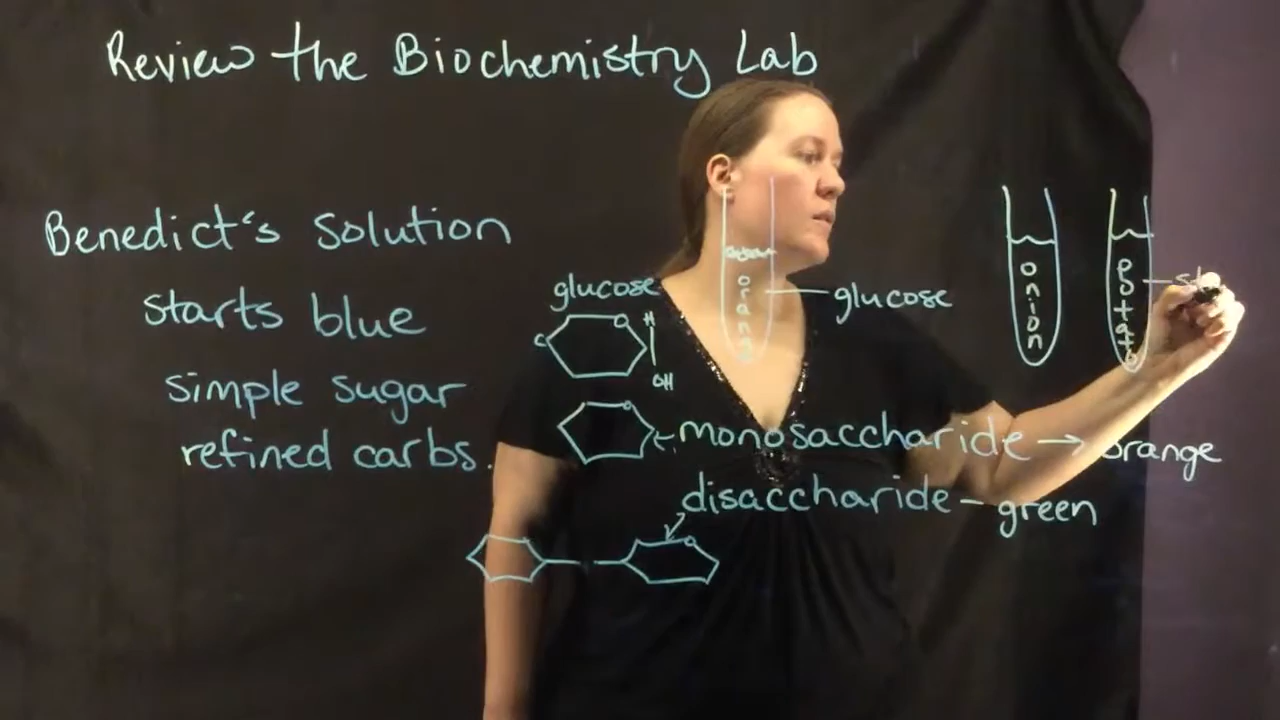 Review the Biochemistry Lab
Benedict's solution
starts blue
simple sugar
refined carbs.
glucose
C
H
OH
orange
glucose
onion
potato
monosaccharide → orange
disaccharide - green